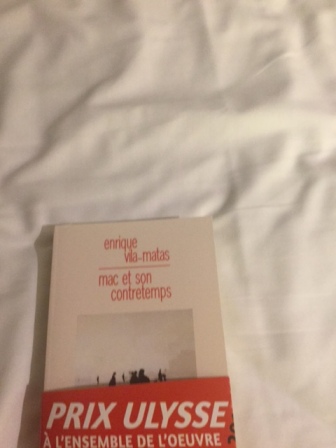 enrique
vila-matas
mac et son
contretemps
PRIX ULYSSE
À L'ENSEMBLE DE L'OEUVRE